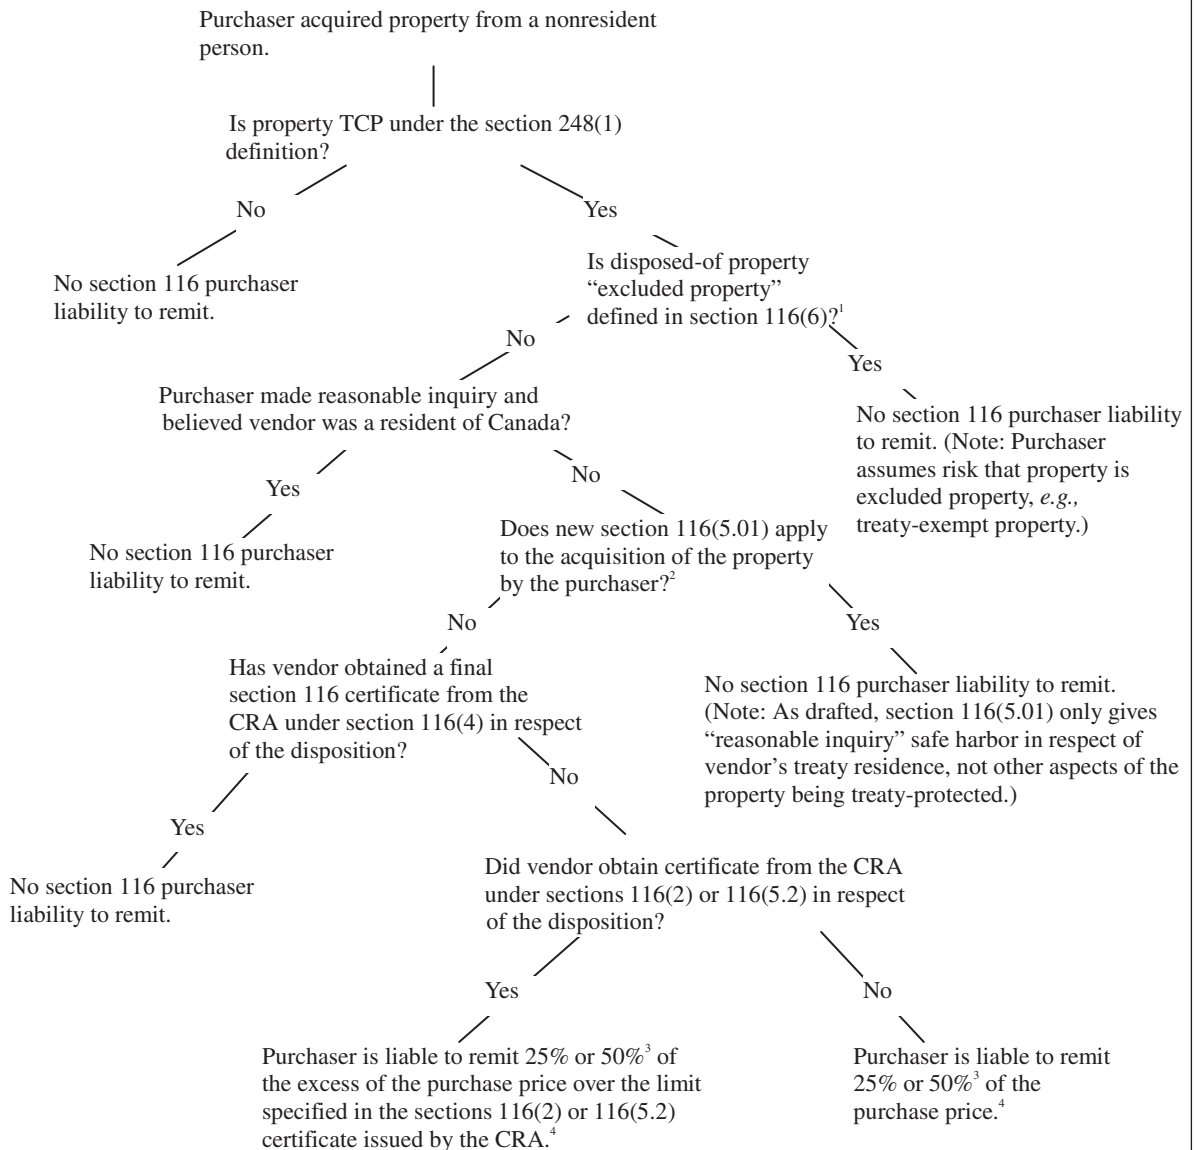 Purchaser acquired property from a nonresident
person.
Is property TCP under the section 248(1)
definition?
No
Yes
No section 116 purchaser
liability to remit.
Is disposed-of property
“excluded property”
defined in section 116(6)?1
No
Yes
Purchaser made reasonable inquiry and
believed vendor was a resident of Canada?
No section 116 purchaser liability
to remit. (Note: Purchaser
assumes risk that property is
excluded property, e.g.,
treaty-exempt property.)
Yes
No
No section 116 purchaser
liability to remit.
Does new section 116(5.01) apply
to the acquisition of the property
by the purchaser?2
No
Yes
Has vendor obtained a final
section 116 certificate from the
CRA under section 116(4) in respect
of the disposition?
No section 116 purchaser liability to remit.
(Note: As drafted, section 116(5.01) only gives
“reasonable inquiry” safe harbor in respect of
vendor’s treaty residence, not other aspects of the
property being treaty-protected.)
Yes
No
No section 116 purchaser
liability to remit.
Did vendor obtain certificate from the CRA
under sections 116(2) or 116(5.2) in respect
of the disposition?
Yes
No
Purchaser is liable to remit 25% or 50%3 of
the excess of the purchase price over the limit
specified in the sections 116(2) or 116(5.2)
certificate issued by the CRA.4
Purchaser is liable to remit
25% or 50%3 of the
purchase price.4